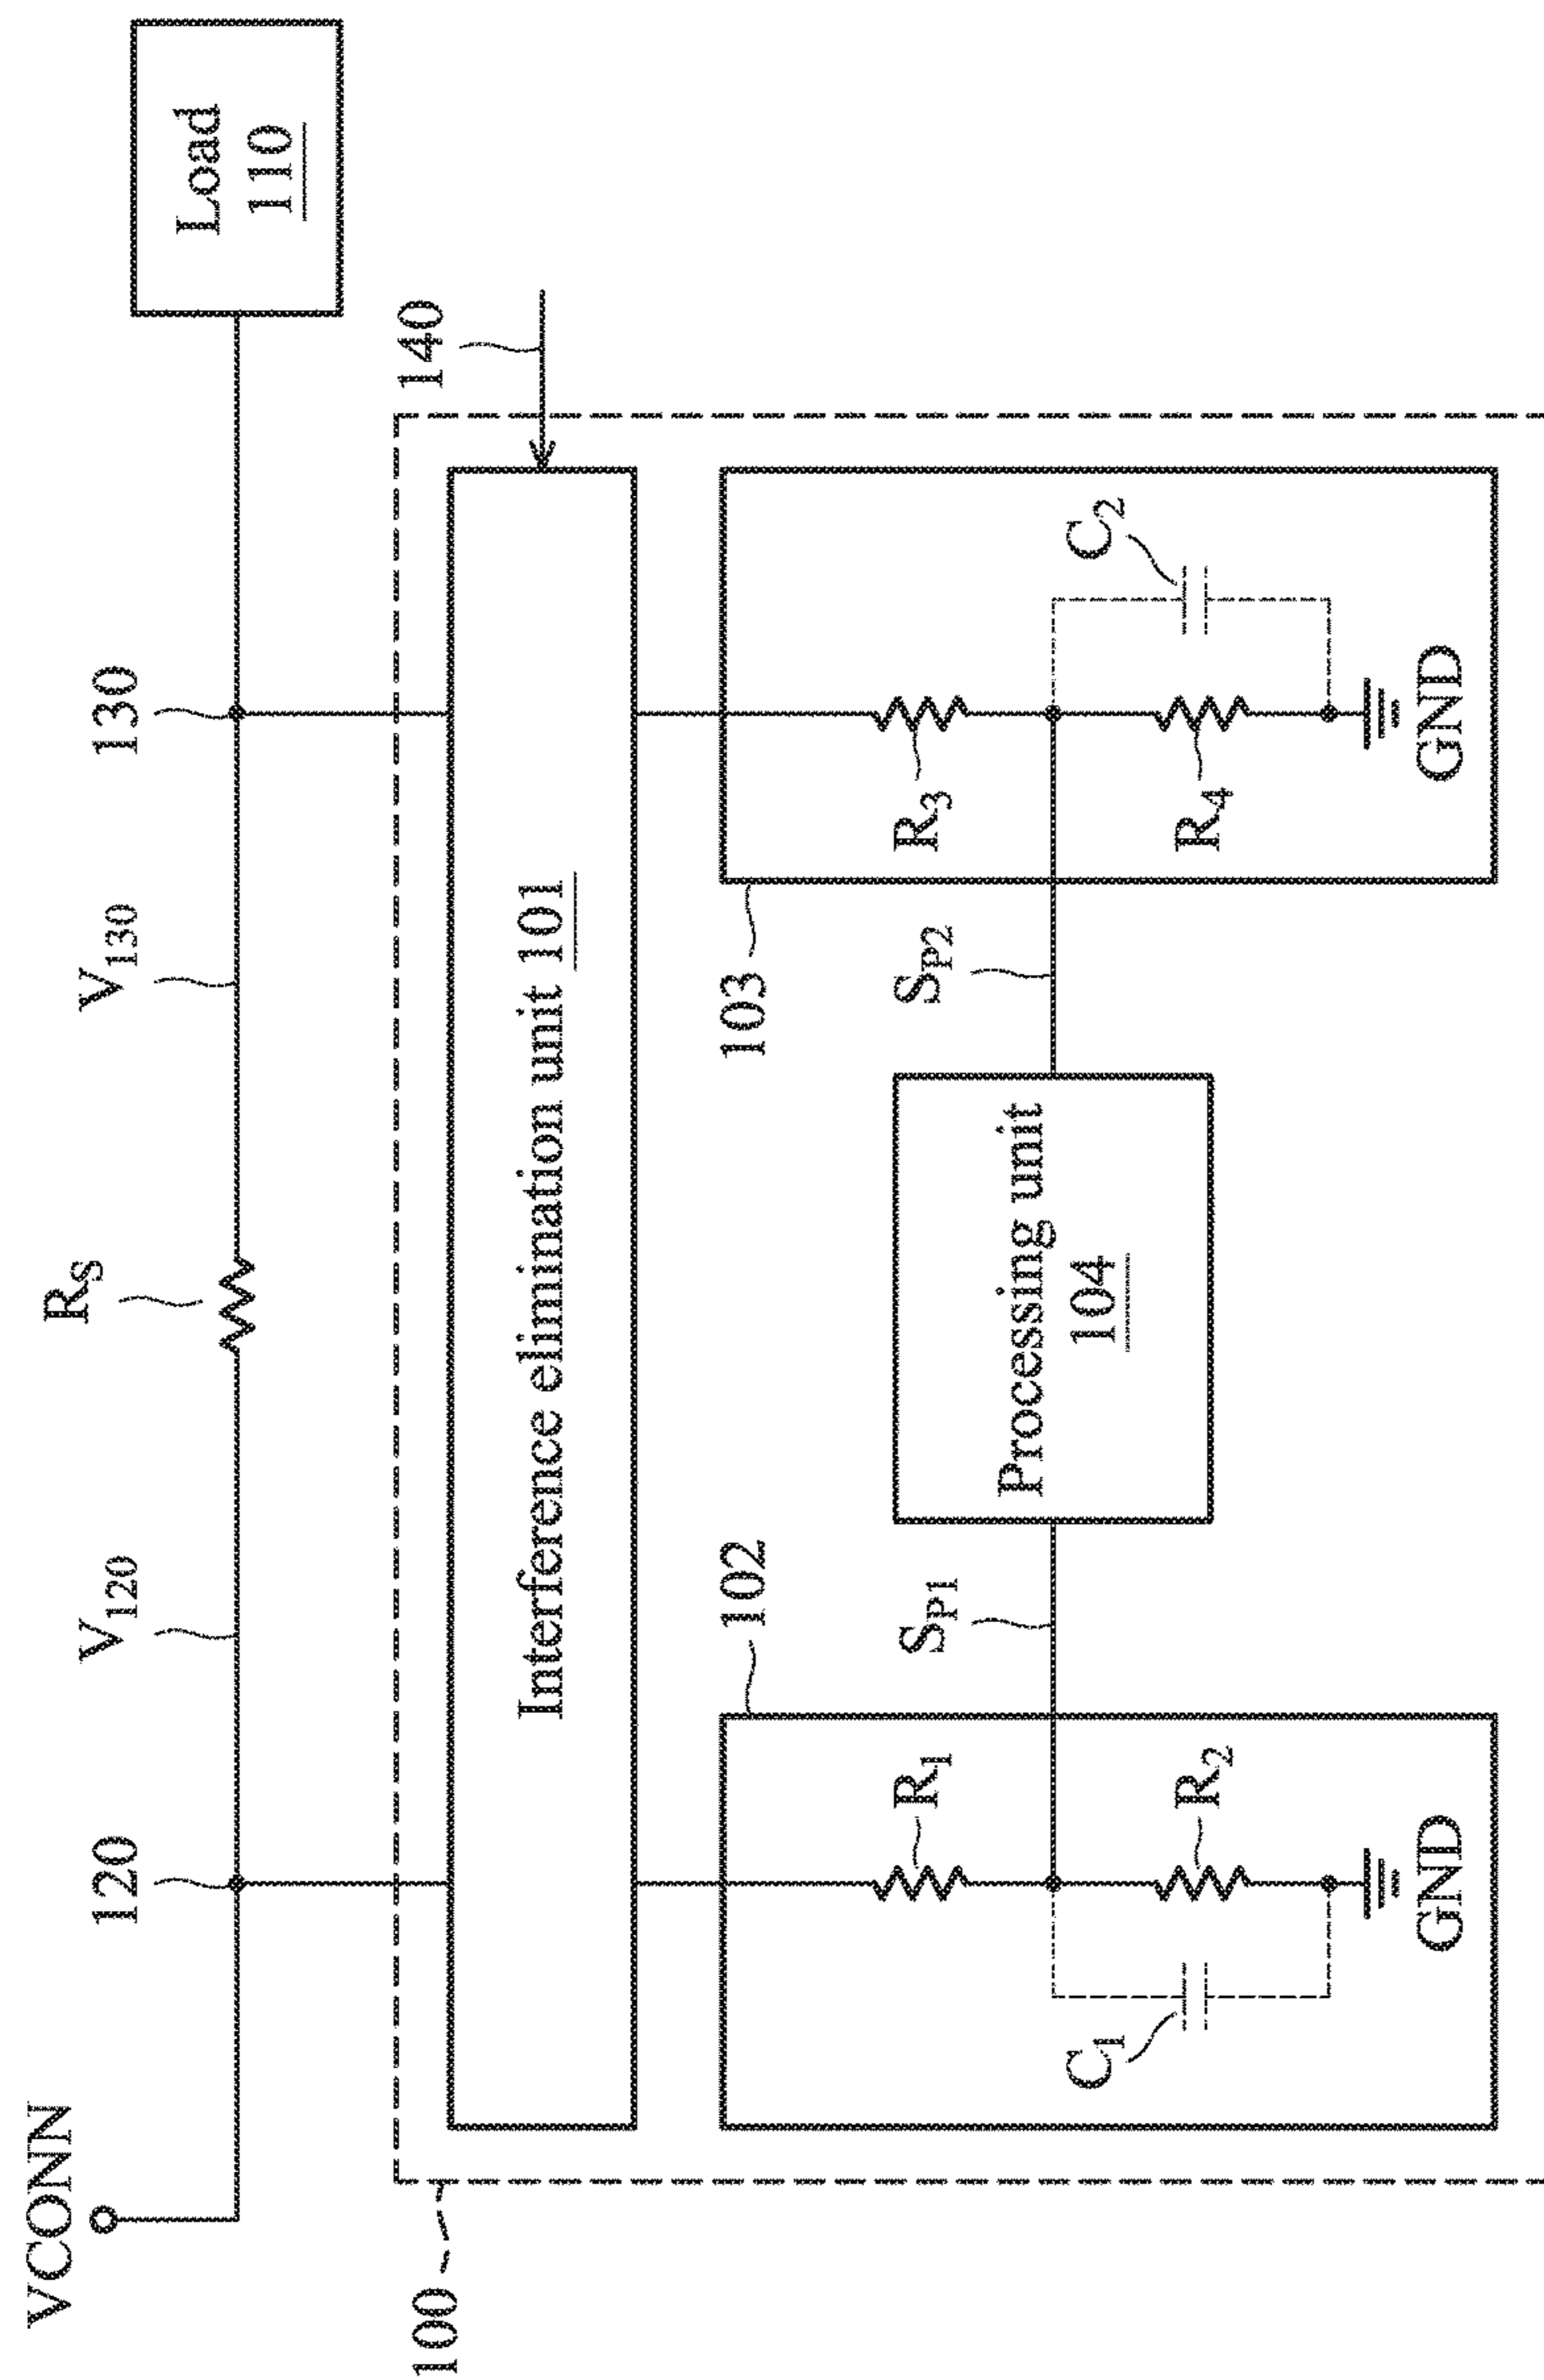 VCONN
120
V120
RS
V130
130
Load
110
100
Interference elimination unit 101
140
102
R1
C1
R2
GND
SP1
Processing unit
104
SP2
103
R3
C2
R4
GND